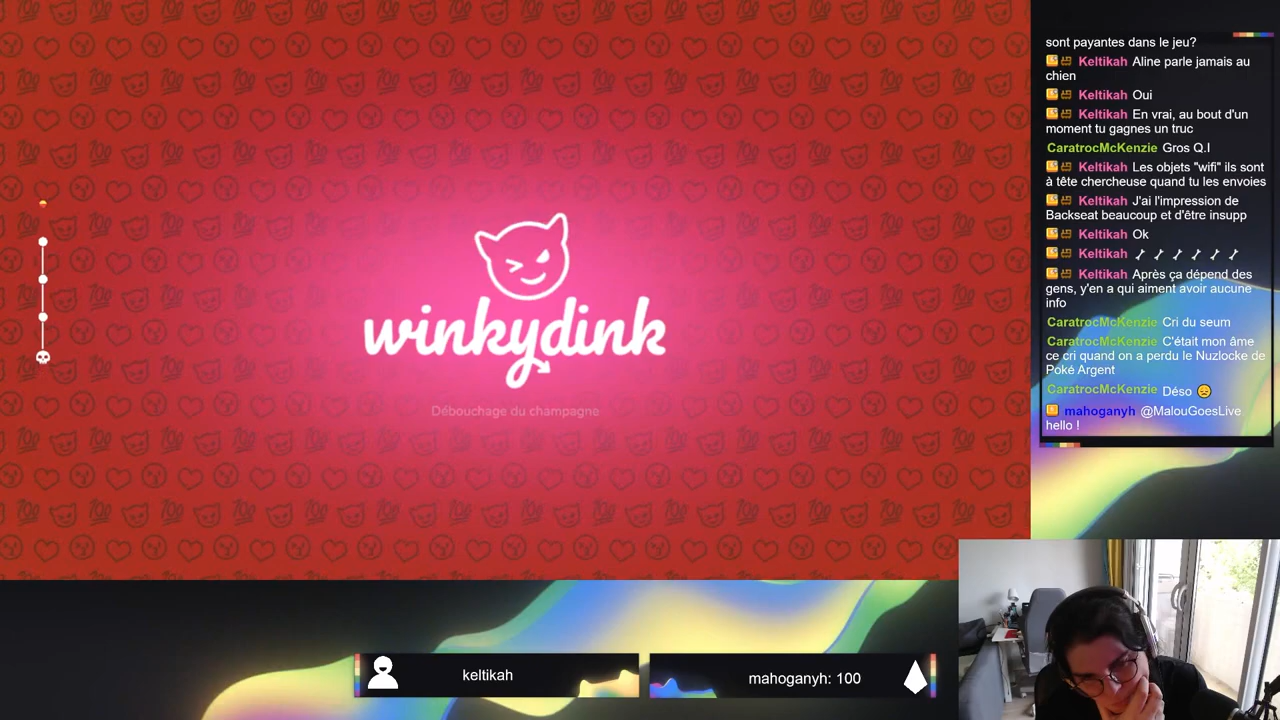 winkydink
Débouchage du champagne
sont payantes dans le jeu?
Keltikah Aline parle jamais au
chien
Keltikah Oui
Keltikah En vrai, au bout d'un
moment tu gagnes un truc
CaratrocMcKenzie Gros Q.I
Keltikah Les objets "wifi" ils sont
à tête chercheuse quand tu les envoies
Keltikah J'ai l'impression de
Backseat beaucoup et d'être insupp
Keltikah Ok
Keltikah
Keltikah Après ça dépend des
gens, y'en a qui aiment avoir aucune
info
CaratrocMcKenzie Cri du seum
CaratrocMcKenzie C'était mon âme
ce cri quand on a perdu le Nuzlocke de
Poké Argent
CaratrocMcKenzie Déso
mahoganyh @MalouGoesLive
hello !
keltikah
mahoganyh: 100